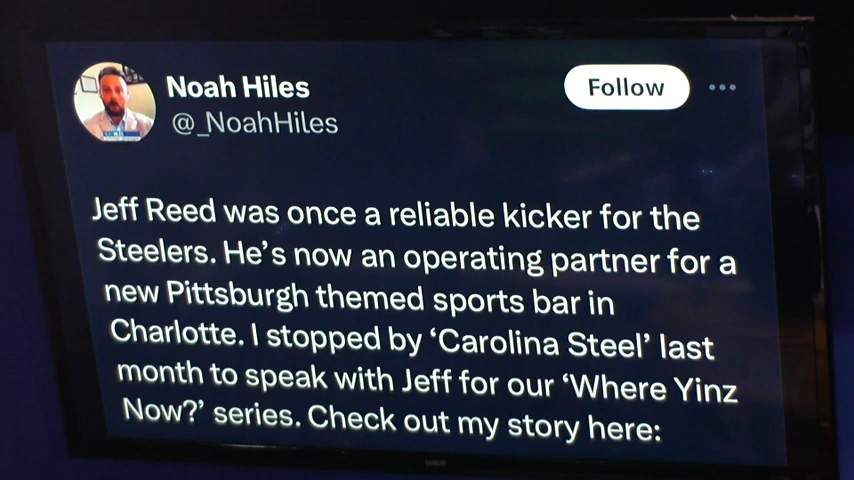 Noah Hiles
@_NoahHiles
Follow
Jeff Reed was once a reliable kicker for the
Steelers. He's now an operating partner for a
new Pittsburgh themed sports bar in
Charlotte. I stopped by ‘Carolina Steel’ last
month to speak with Jeff for our ‘Where Yinz
Now?’ series. Check out my story here: